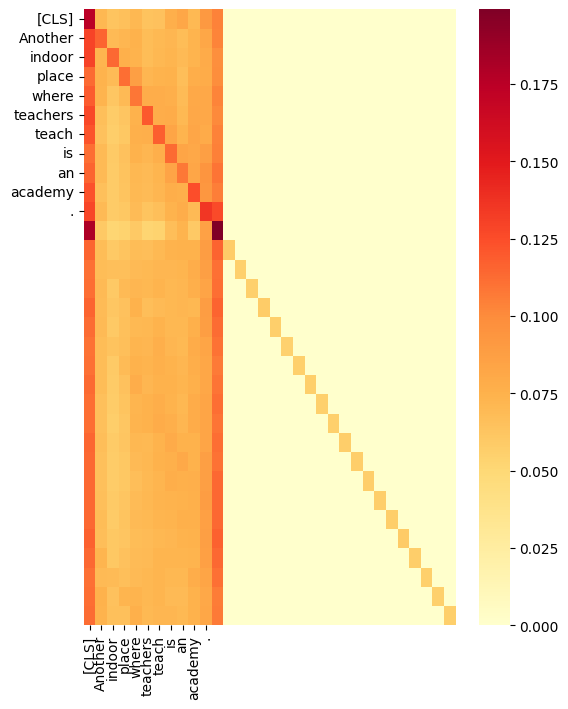 [CLS]
Another
indoor
place
where
teachers
teach
is
an
academy
.
0.175
0.150
0.125
0.100
0.075
0.050
0.025
0.000
[CLS]
Another
indoor
place
where
teachers
teach
is
an
academy
.